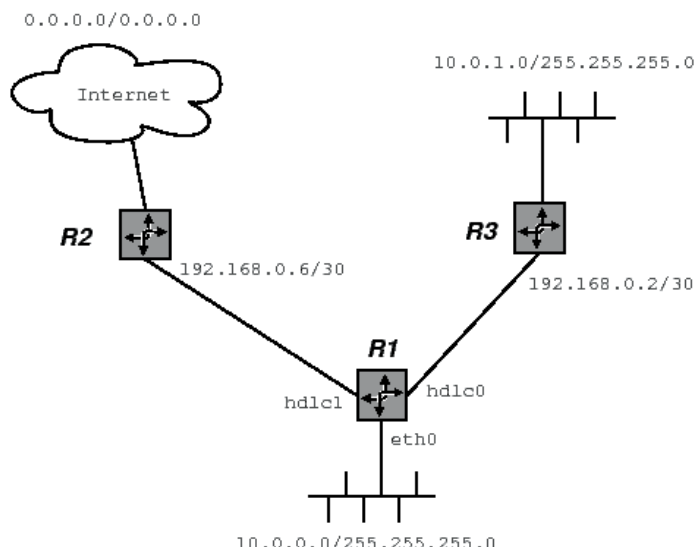 0.0.0.0/0.0.0.0
10.0.1.0/255.255.255.0
Internet
R2
R3
192.168.0.6/30
192.168.0.2/30
R1
hdlc1
hdlc0
eth0
10.0.0.0/255.255.255.0